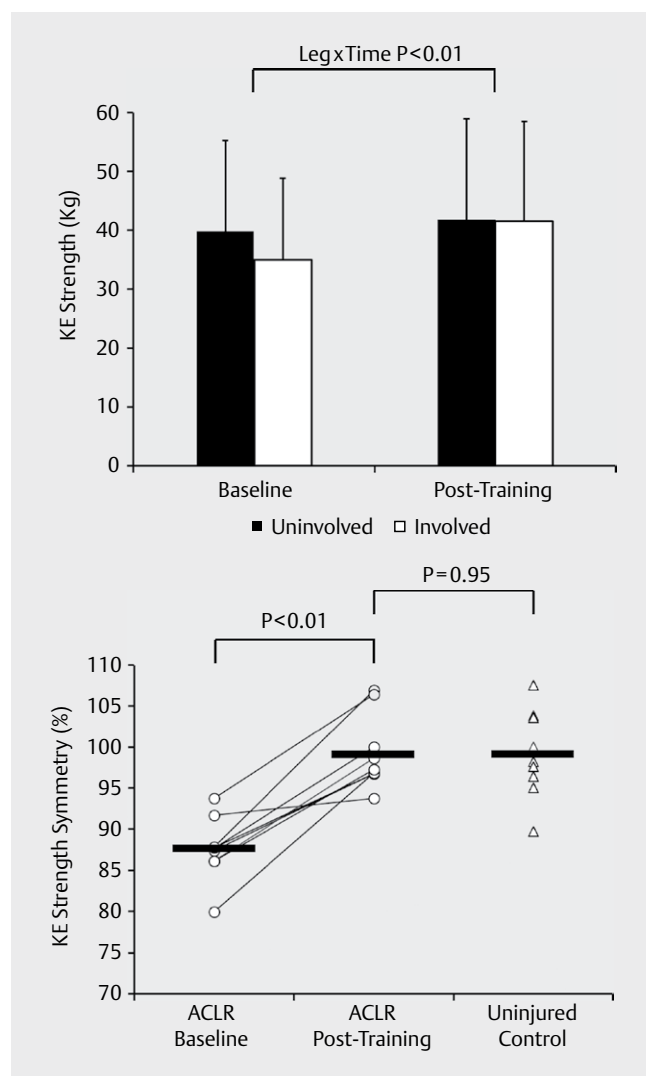 LegxTime P<0.01
60
50
40
30
20
10
0
KE Strength (Kg)
Baseline
Post-Training
Uninvolved
Involved
P=0.95
P<0.01
110
105
100
95
90
85
80
75
70
KE Strength Symmetry (%)
ACLR
Baseline
ACLR
Post-Training
Uninjured
Control